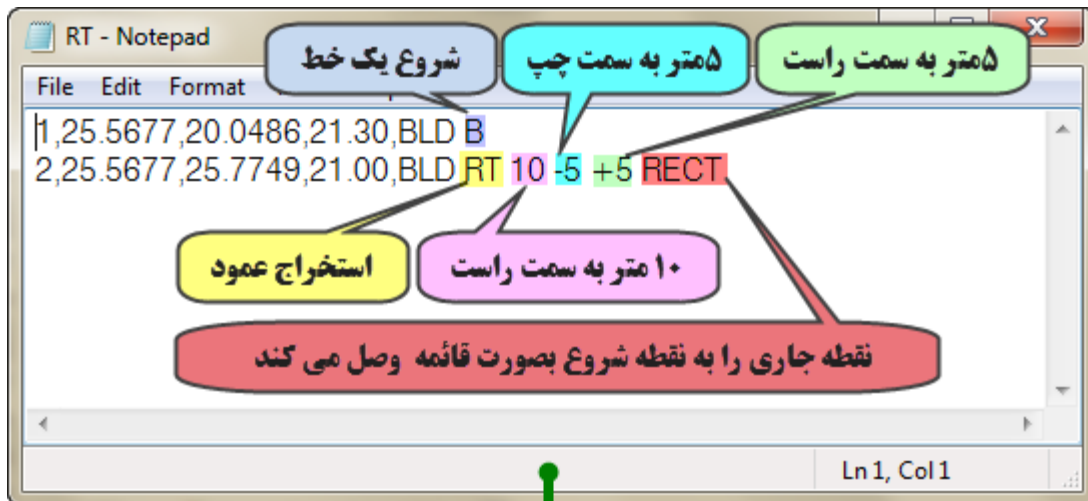 RT - Notepad
X
شروع یک خط
۵متر به سمت چپ
۵متر به سمت راست
File Edit Format
1,25.5677,20.0486,21.30,BLD B
2,25.5677,25.7749,21.00,BLD RT 10 -5 +5 RECT
استخراج عمود
۱۰ متر به سمت راست
نقطه جاری را به نقطه شروع بصورت قائمه وصل می کند
Ln 1, Col 1